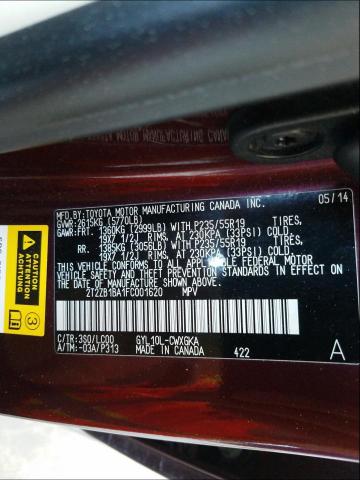 MFD.BY:TOYOTA MOTOR MANUFACTURING CANADA INC. 05/14
GVWR: 2615KG (5770LB)
GAWR: FRT. 1360KG (2999LB) WITH P235/55R19 TIRES,
19X7 1/2J RIMS, AT 230KPA (33PSI) COLD.
RR. 1385KG (3056LB) WITH P235/55R19 TIRES,
19X7 1/2J RIMS, AT 230KPA (33PSI) COLD.
THIS VEHICLE CONFORMS TO ALL APPLICABLE FEDERAL MOTOR
VEHICLE SAFETY AND THEFT PREVENTION STANDARDS IN
EFFECT ON THE DATE OF MANUFACTURE SHOWN ABOVE.
2T2ZB1BA1FC001620 MPV
C/TR:3S0/LC00 GYL10L-CWXGKA
A/TM:-03A/P313 MADE IN CANADA 422
A
CAUTION
ATTENTION
ACHTUNG
3